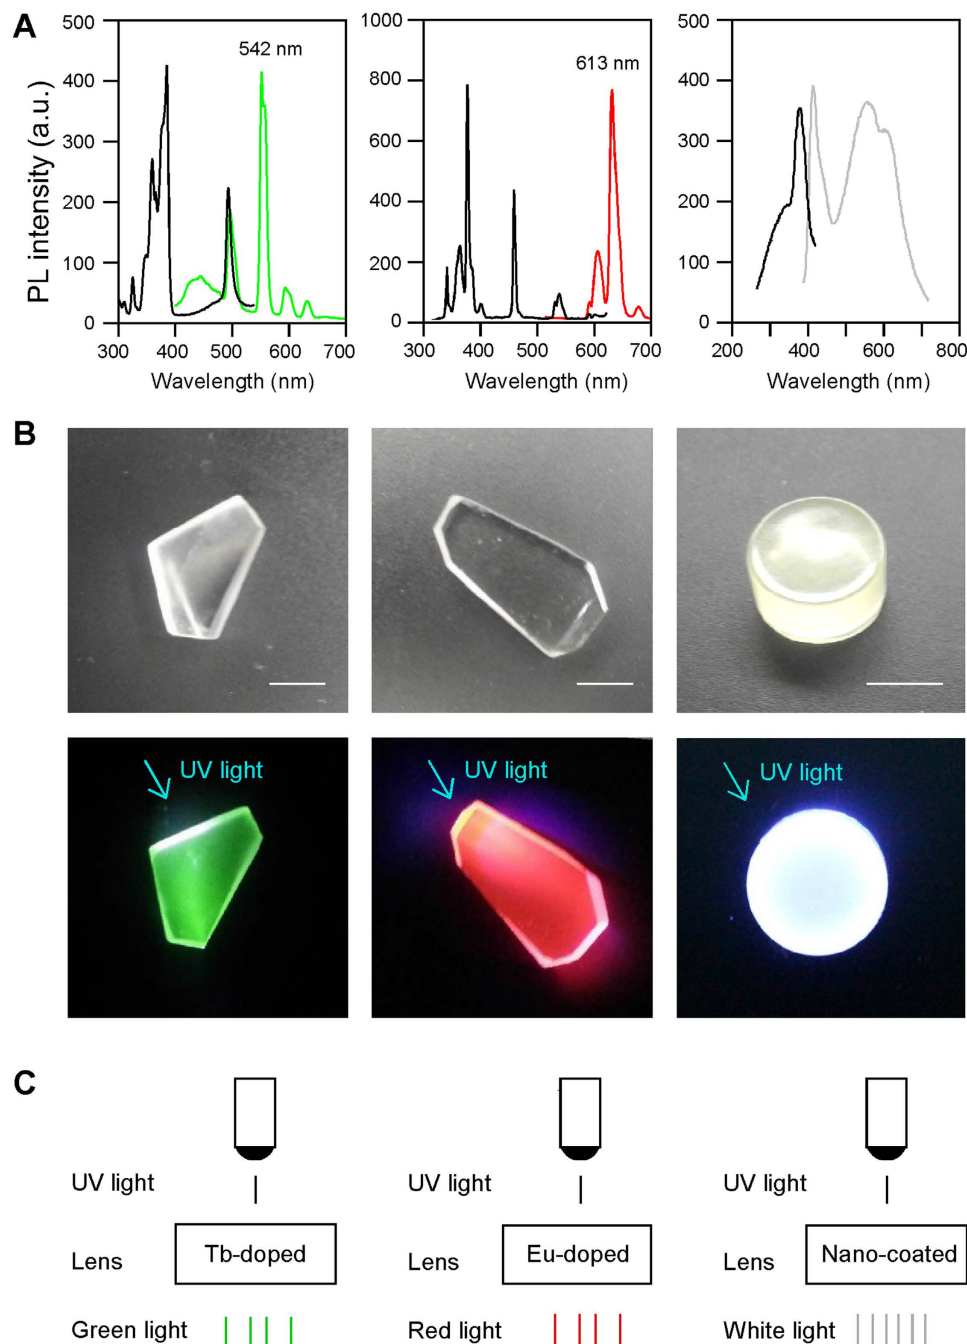 A
542 nm
613 nm
PL intensity (a.u.)
500
400
300
200
100
0
300 400 500 600 700
Wavelength (nm)
1000
800
600
400
200
0
300 400 500 600 700
Wavelength (nm)
500
400
300
200
100
0
200 400 600 800
Wavelength (nm)
B
UV light
UV light
UV light
C
UV light
Lens
Tb-doped
Green light
UV light
Lens
Eu-doped
Red light
UV light
Lens
Nano-coated
White light